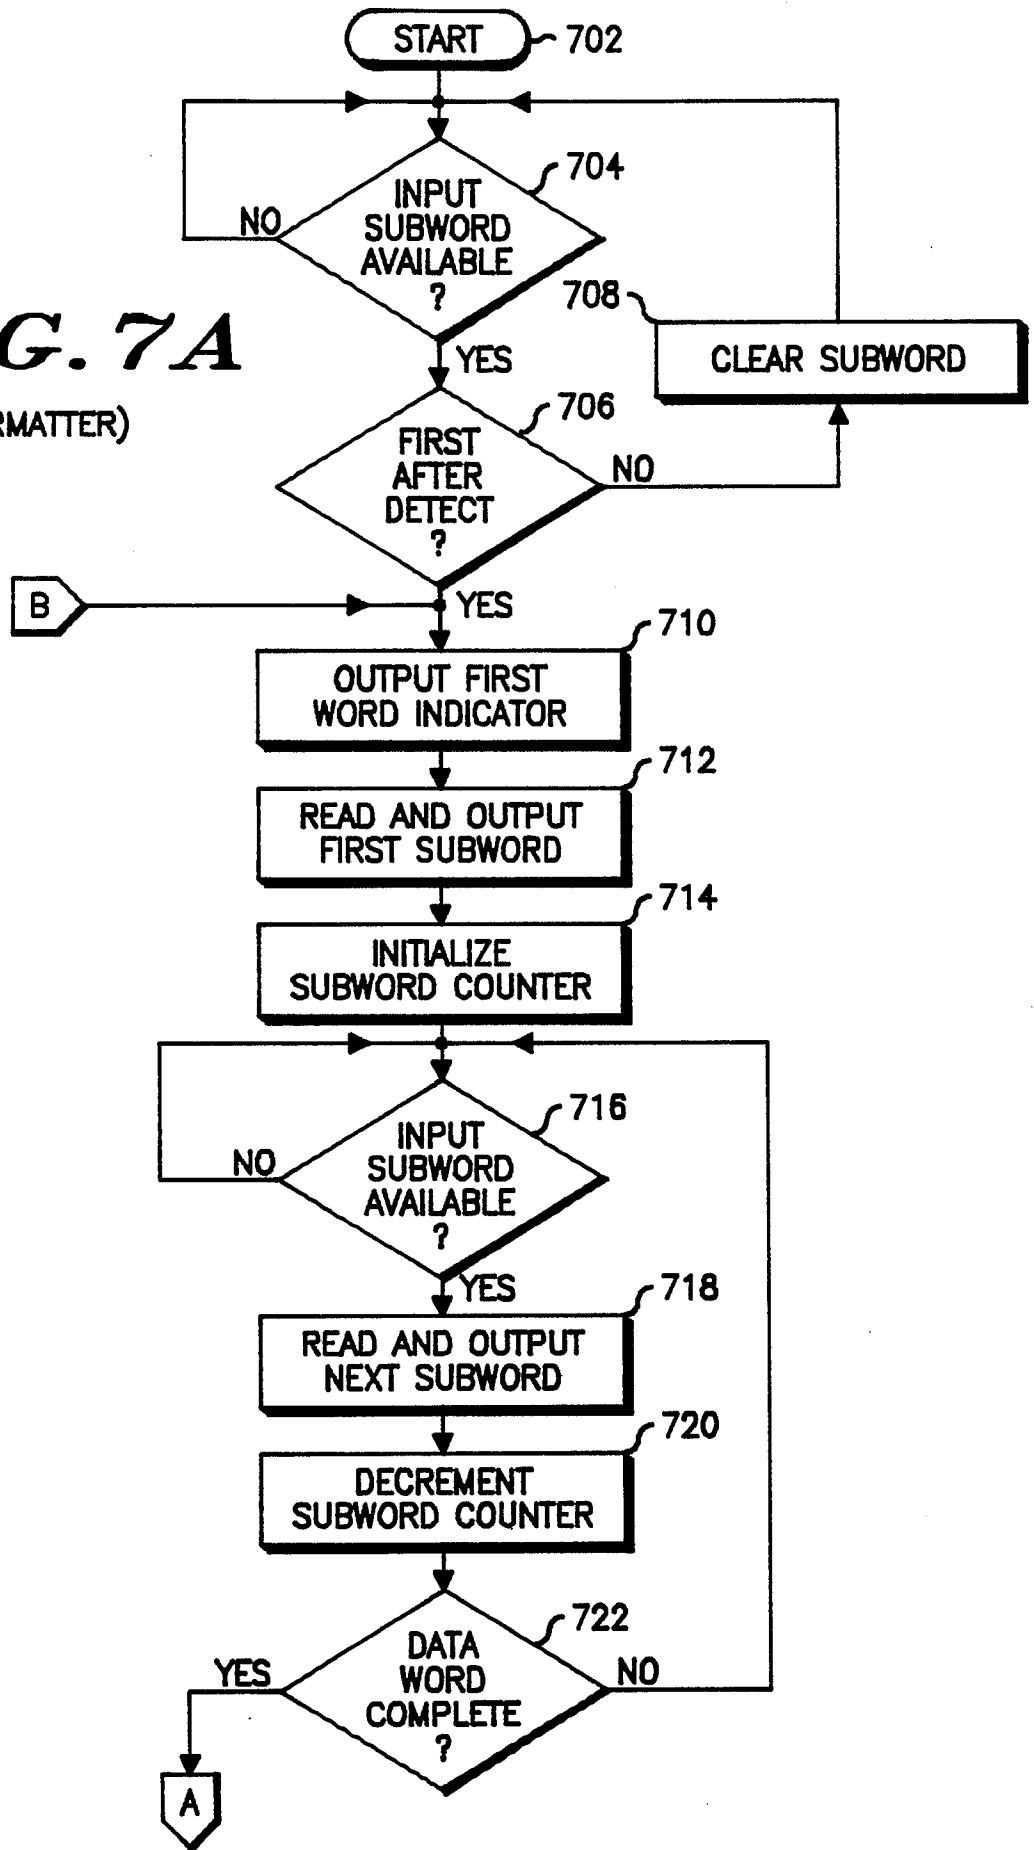 START
702
704
INPUT
SUBWORD
AVAILABLE
?
NO
708
YES
CLEAR SUBWORD
G. 7A
RMATTER)
706
FIRST
AFTER
DETECT
?
NO
B
YES
710
OUTPUT FIRST
WORD INDICATOR
712
READ AND OUTPUT
FIRST SUBWORD
714
INITIALIZE
SUBWORD COUNTER
716
INPUT
SUBWORD
AVAILABLE
?
NO
YES
718
READ AND OUTPUT
NEXT SUBWORD
720
DECREMENT
SUBWORD COUNTER
722
DATA
WORD
COMPLETE
?
YES
NO
A